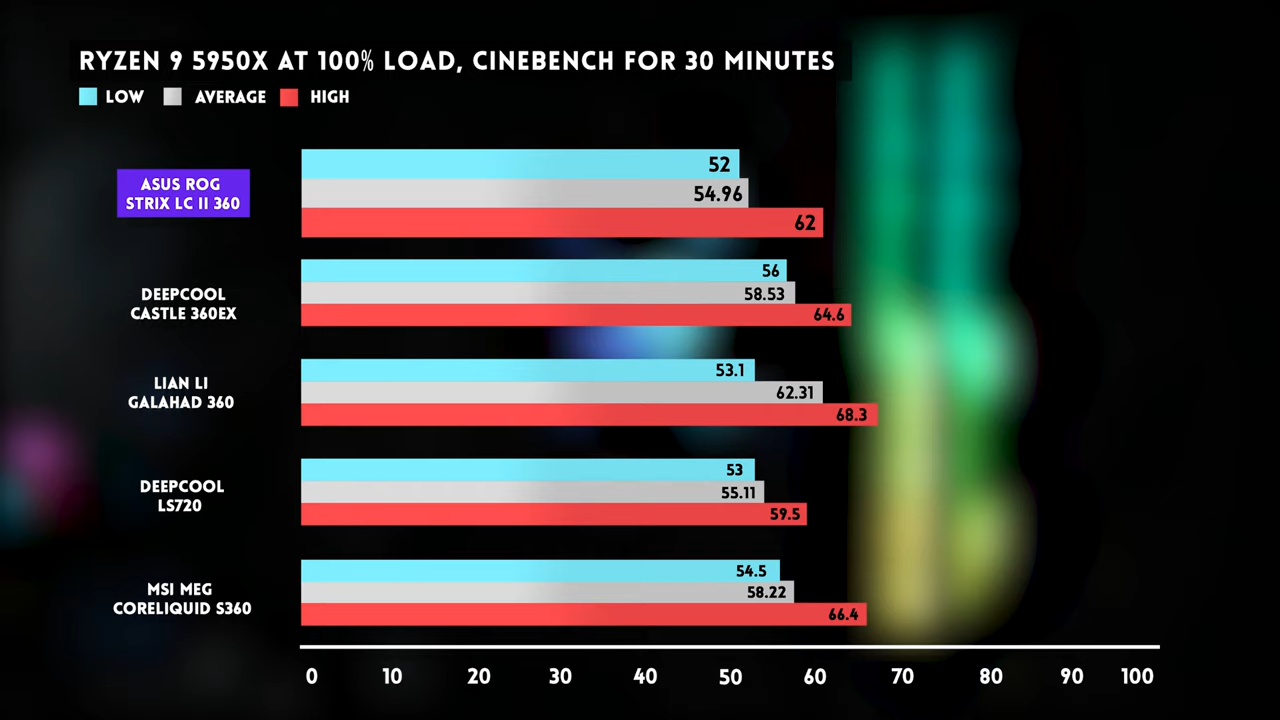 RYZEN 9 5950X AT 100% LOAD, CINEBENCH FOR 30 MINUTES
LOW AVERAGE HIGH
ASUS ROG
STRIX LC II 360
52
54.96
62
DEEPCOOL
CASTLE 360EX
56
58.53
64.6
LIAN LI
GALAHAD 360
53.1
62.31
68.3
DEEPCOOL
LS720
53
55.11
59.5
MSI MEG
CORELIQUID S360
54.5
58.22
66.4
0 10 20 30 40 50 60 70 80 90 100